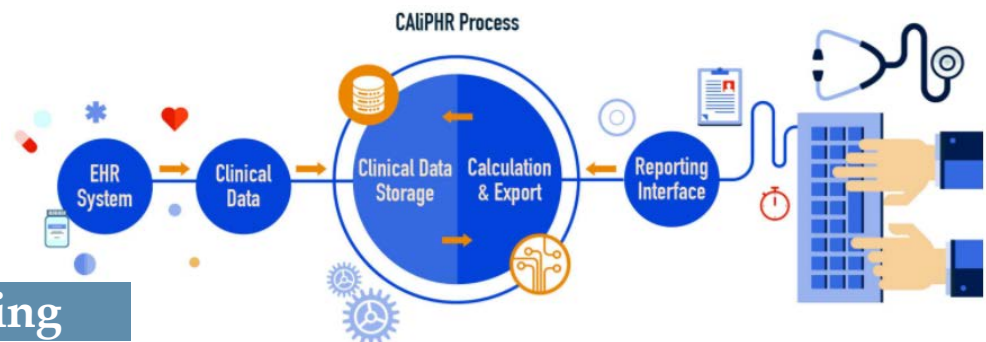 CAliPHR Process
EHR
System
Clinical
Data
Clinical Data
Storage
Calculation
& Export
Reporting
Interface
ing